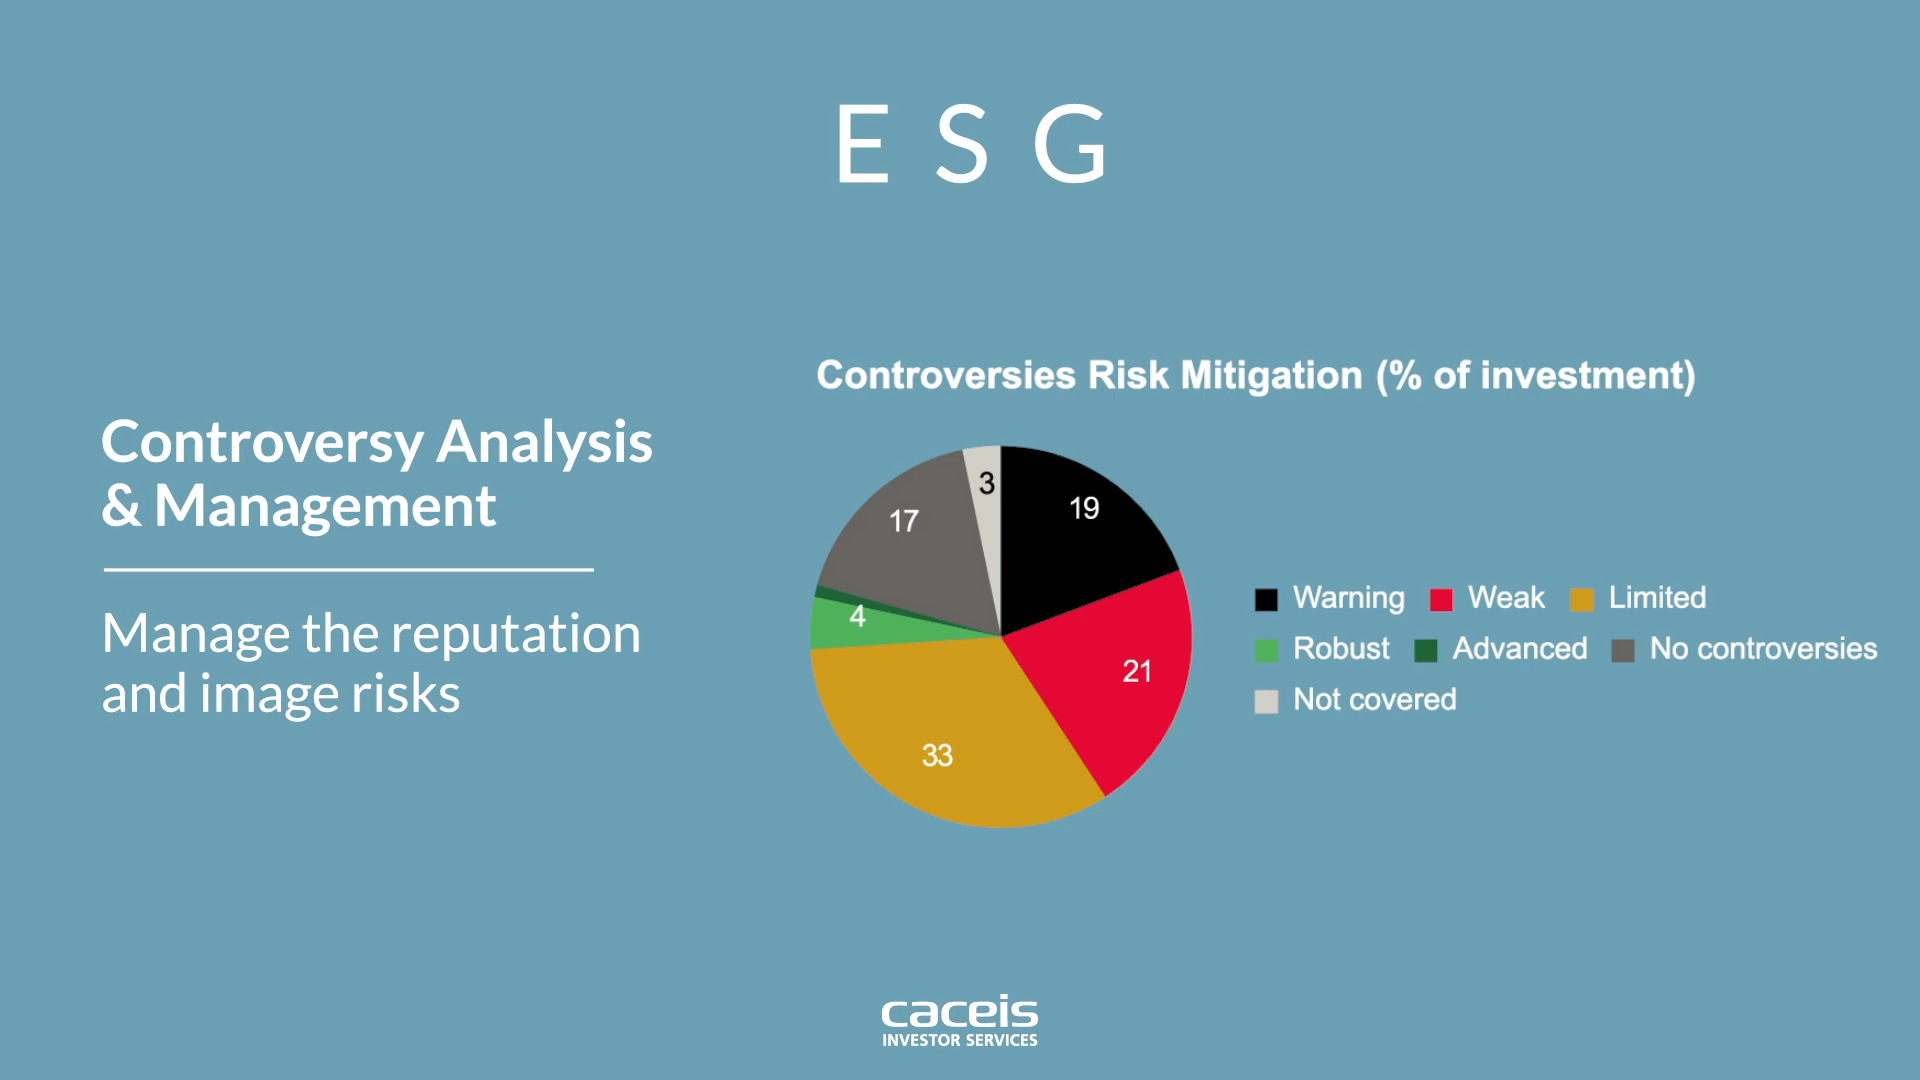 E S G
Controversy Analysis
& Management
Manage the reputation
and image risks
Controversies Risk Mitigation (% of investment)
3
19
17
4
21
33
Warning Weak Limited
Robust Advanced No controversies
Not covered
caceis
INVESTOR SERVICES